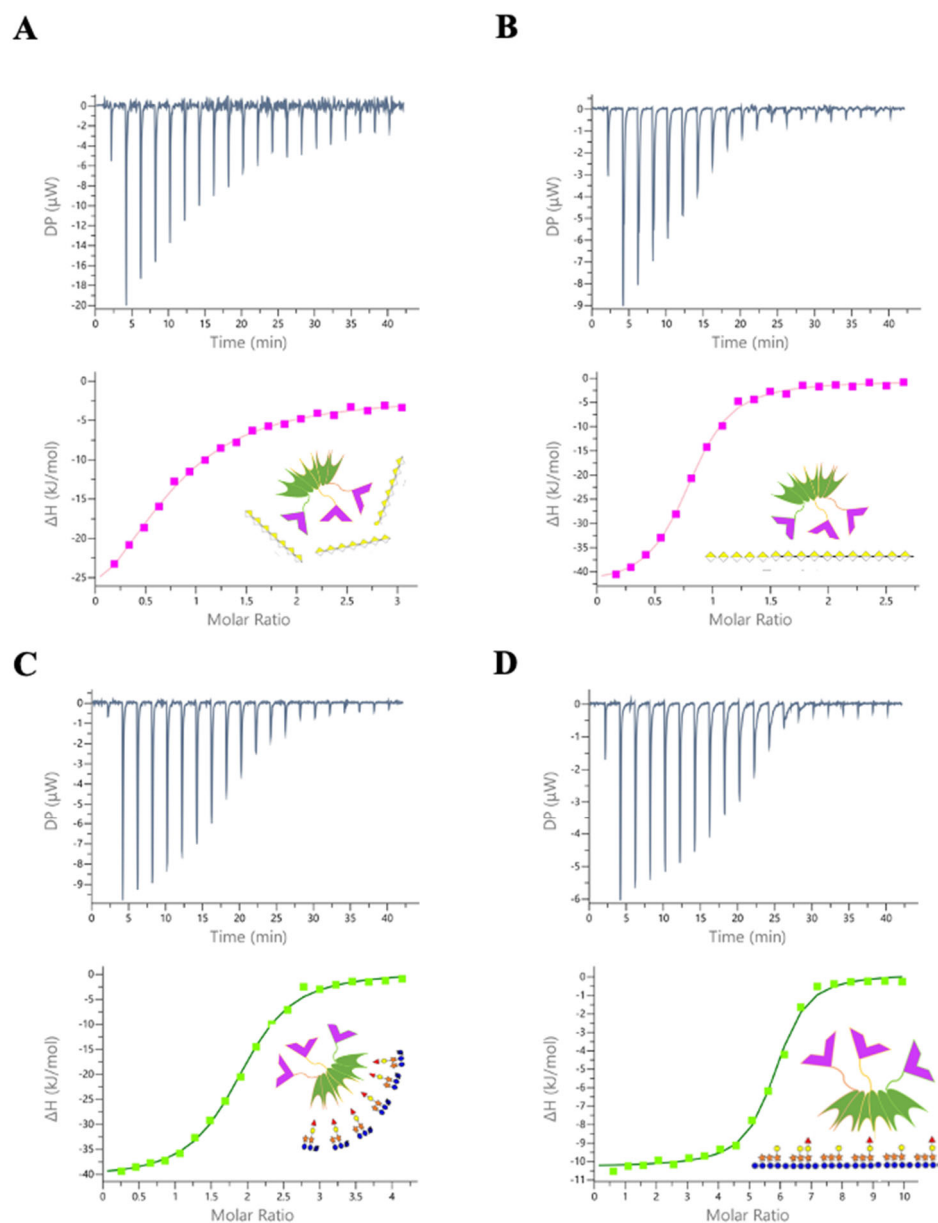 A
B
0
-2
-4
-6
-8
-10
-12
-14
-16
-18
-20
DP (µW)
0 5 10 15 20 25 30 35 40
Time (min)
0
-1
-2
-3
-4
-5
-6
-7
-8
-9
DP (µW)
0 5 10 15 20 25 30 35 40
Time (min)
0
-5
-10
-15
-20
-25
ΔH (kJ/mol)
0 0.5 1 1.5 2 2.5 3
Molar Ratio
0
-5
-10
-15
-20
-25
-30
-35
-40
ΔH (kJ/mol)
0 0.5 1 1.5 2 2.5
Molar Ratio
C
D
0
-1
-2
-3
-4
-5
-6
-7
-8
-9
DP (µW)
0 5 10 15 20 25 30 35 40
Time (min)
0
-1
-2
-3
-4
-5
-6
DP (µW)
0 5 10 15 20 25 30 35 40
Time (min)
0
-5
-10
-15
-20
-25
-30
-35
-40
ΔH (kJ/mol)
0 0.5 1 1.5 2 2.5 3 3.5 4
Molar Ratio
0
-1
-2
-3
-4
-5
-6
-7
-8
-9
-10
-11
ΔH (kJ/mol)
0 1 2 3 4 5 6 7 8 9 10
Molar Ratio